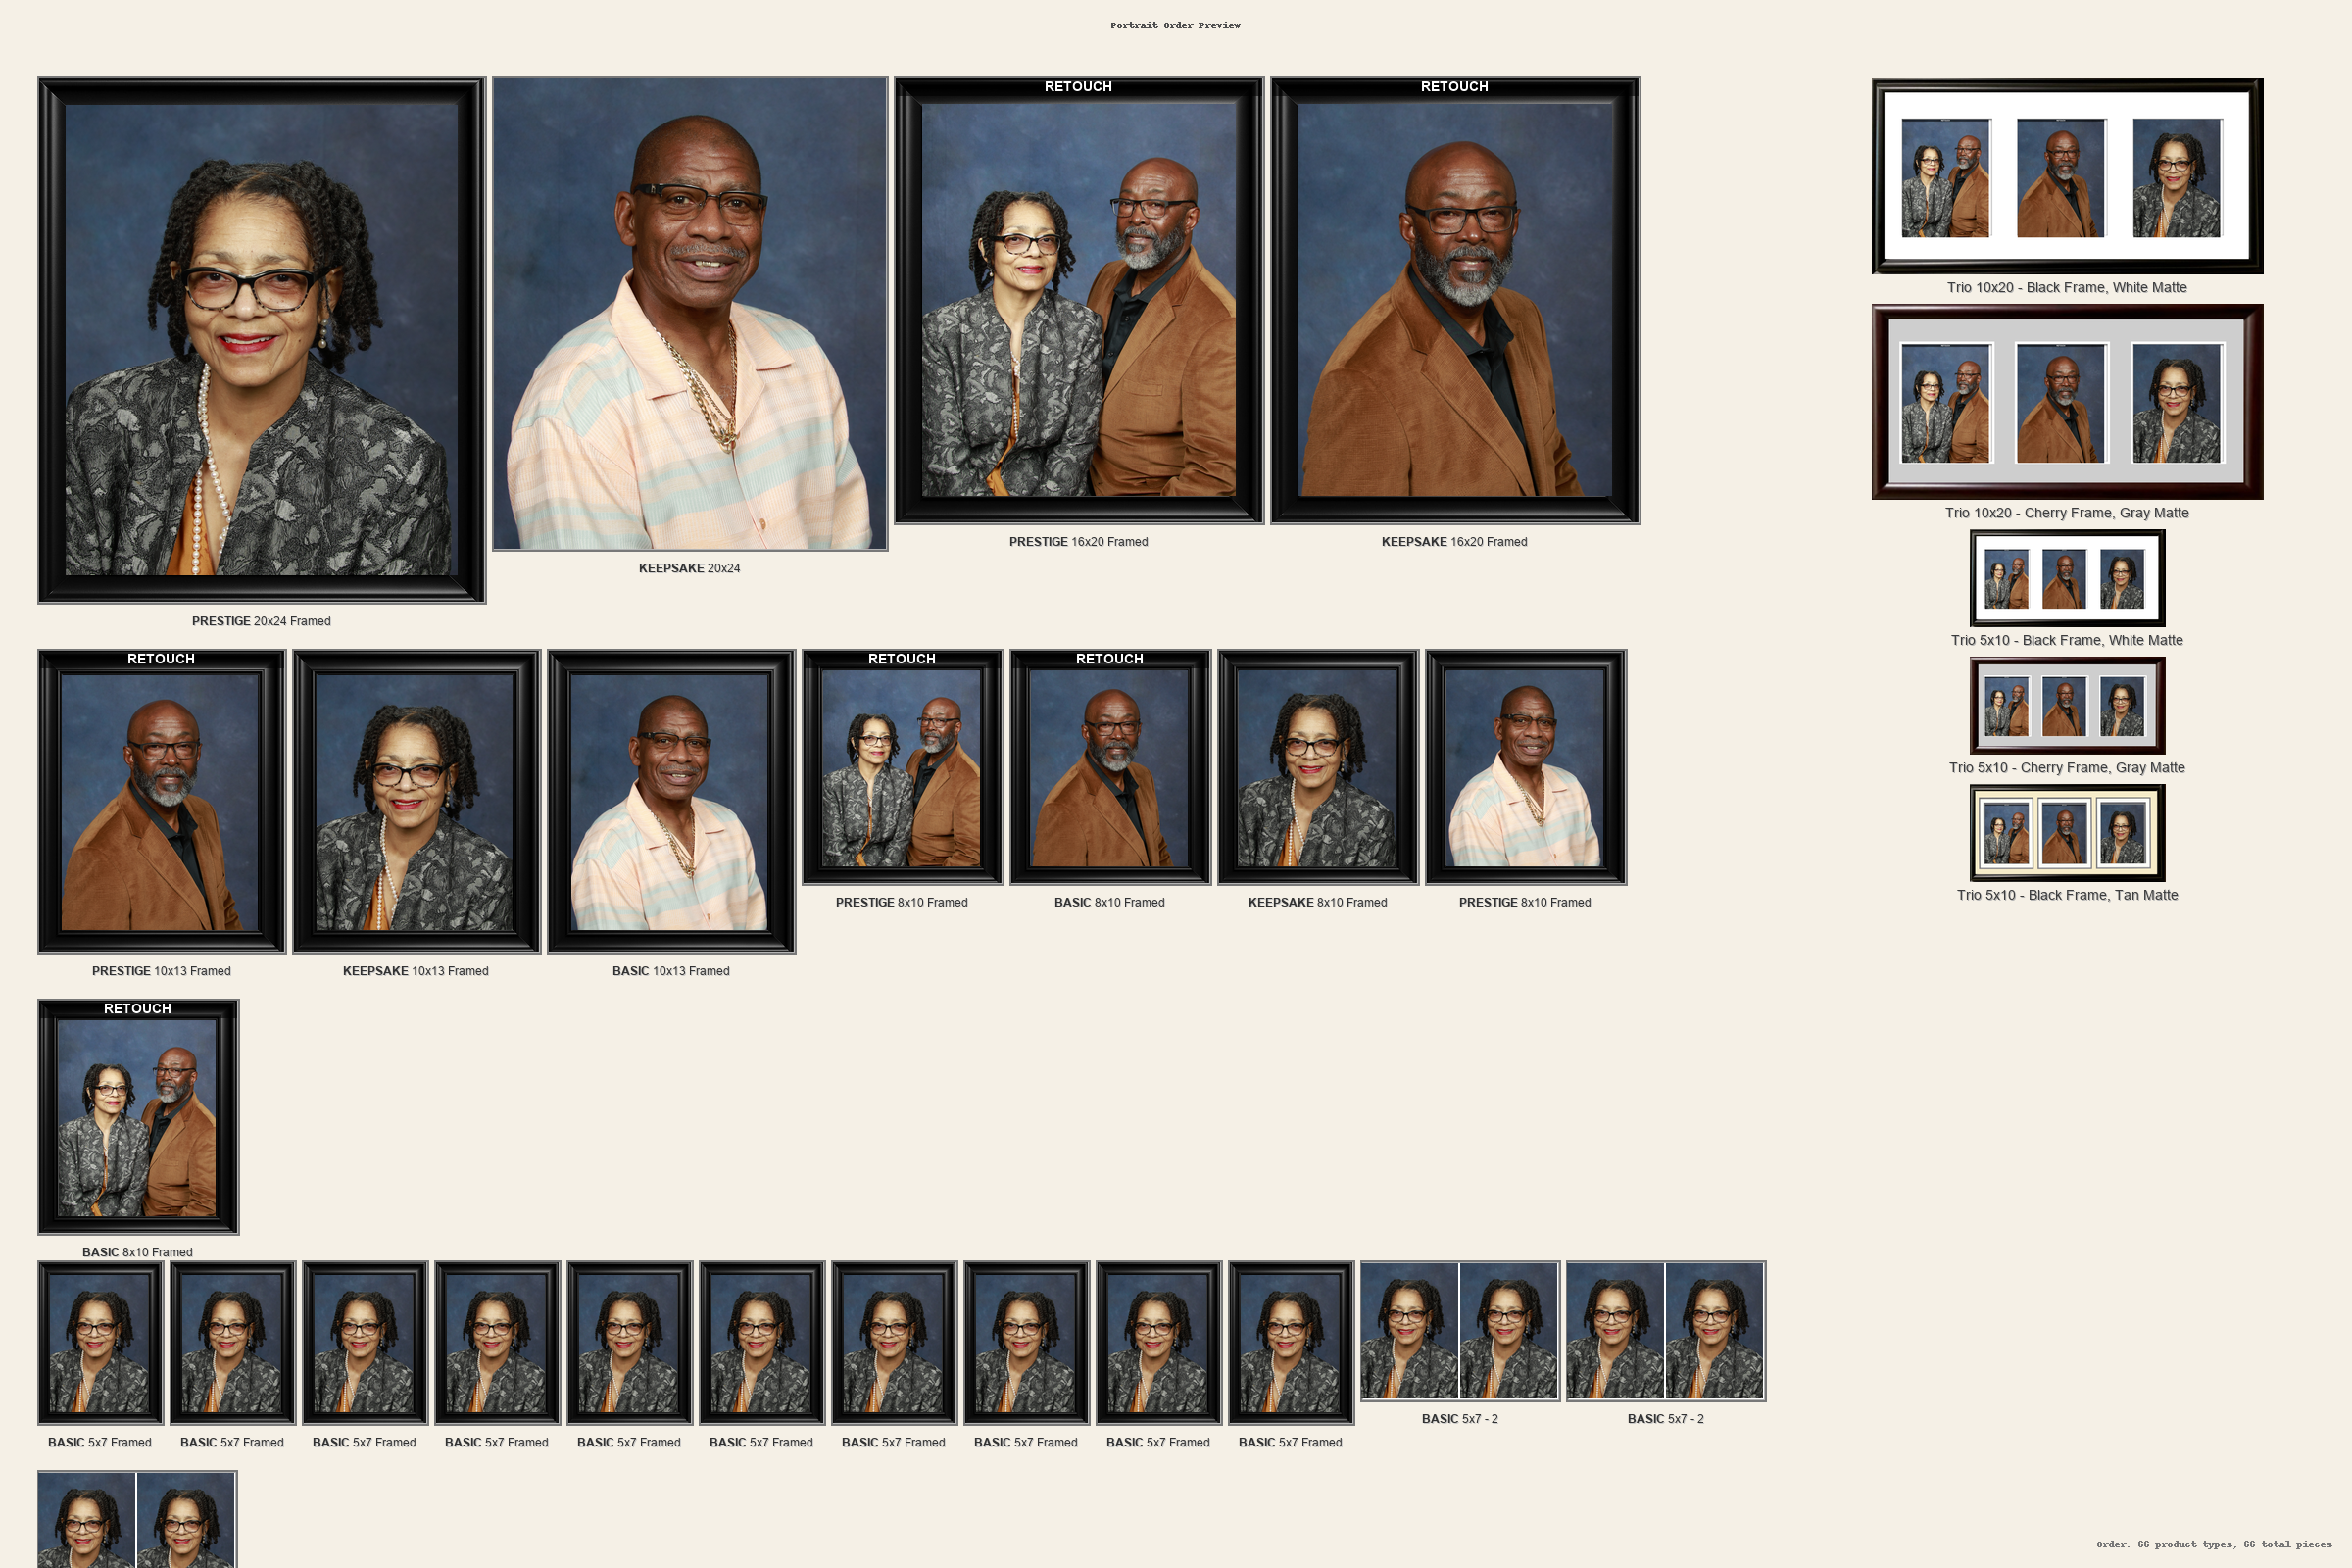 Portrait Order Preview
RETOUCH
RETOUCH
PRESTIGE 20x24 Framed
KEEPSAKE 20x24
PRESTIGE 16x20 Framed
KEEPSAKE 16x20 Framed
Trio 10x20 - Black Frame, White Matte
Trio 10x20 - Cherry Frame, Gray Matte
Trio 5x10 - Black Frame, White Matte
Trio 5x10 - Cherry Frame, Gray Matte
Trio 5x10 - Black Frame, Tan Matte
RETOUCH
RETOUCH
RETOUCH
PRESTIGE 10x13 Framed
KEEPSAKE 10x13 Framed
BASIC 10x13 Framed
PRESTIGE 8x10 Framed
BASIC 8x10 Framed
KEEPSAKE 8x10 Framed
PRESTIGE 8x10 Framed
RETOUCH
BASIC 8x10 Framed
BASIC 5x7 Framed
BASIC 5x7 Framed
BASIC 5x7 Framed
BASIC 5x7 Framed
BASIC 5x7 Framed
BASIC 5x7 Framed
BASIC 5x7 Framed
BASIC 5x7 Framed
BASIC 5x7 Framed
BASIC 5x7 Framed
BASIC 5x7 - 2
BASIC 5x7 - 2
Order: 66 product types, 66 total pieces